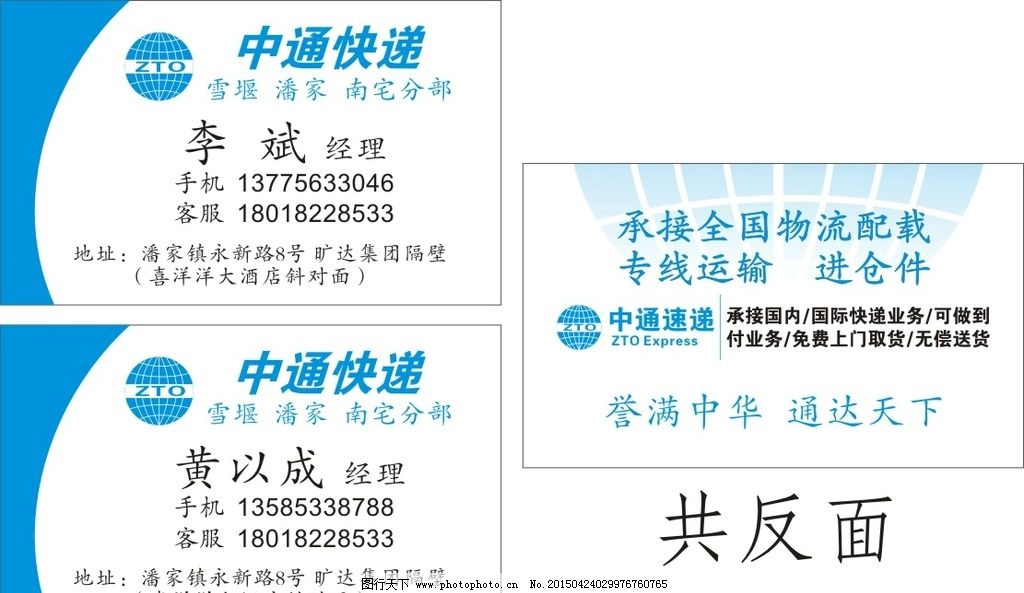 ZTO
中通快递
雪堰 潘家 南宅分部
李 斌 经理
手机 13775633046
客服 18018228533
地址：潘家镇永新路8号 旷达集团隔壁
（喜洋洋大酒店斜对面）
ZTO
中通快递
雪堰 潘家 南宅分部
黄以成 经理
手机 13585338788
客服 18018228533
地址：潘家镇永新路8号 旷达集团隔壁
承接全国物流配载
专线运输 进仓件
ZTO
中通速递
ZTO Express
承接国内/国际快递业务/可做到
付业务/免费上门取货/无偿送货
誉满中华 通达天下
共反面
图行天下 www.photophoto.cn No.20150424029976760765